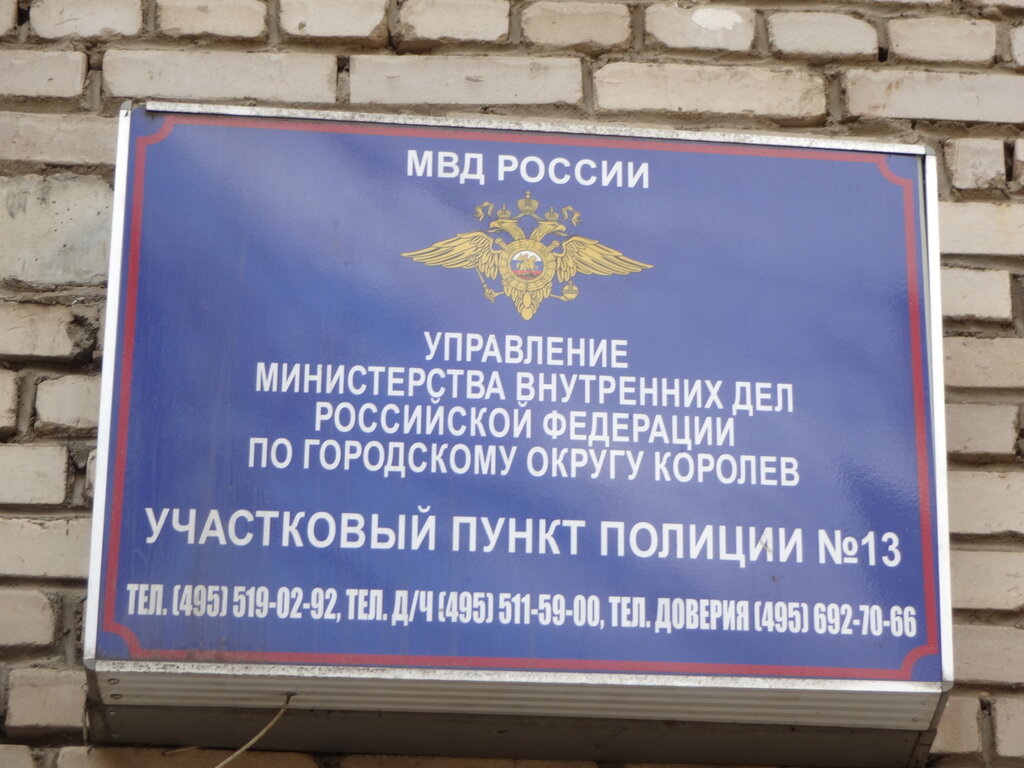 МВД РОССИИ
УПРАВЛЕНИЕ
МИНИСТЕРСТВА ВНУТРЕННИХ ДЕЛ
РОССИЙСКОЙ ФЕДЕРАЦИИ
ПО ГОРОДСКОМУ ОКРУГУ КОРОЛЕВ
УЧАСТКОВЫЙ ПУНКТ ПОЛИЦИИ №13
ТЕЛ. (495) 519-02-92, ТЕЛ. Д/Ч (495) 511-59-00, ТЕЛ. ДОВЕРИЯ (495) 692-70-66